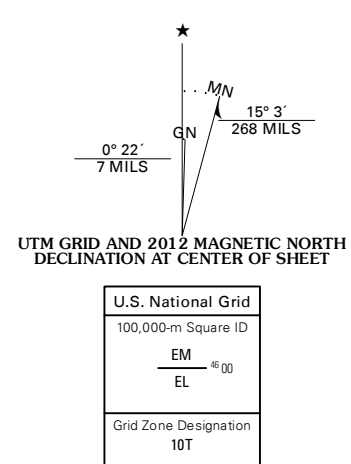 ★
MN
GN
15° 3´
268 MILS
0° 22´
7 MILS
UTM GRID AND 2012 MAGNETIC NORTH
DECLINATION AT CENTER OF SHEET
U.S. National Grid
100,000-m Square ID
EM
46 00
EL
Grid Zone Designation
10T